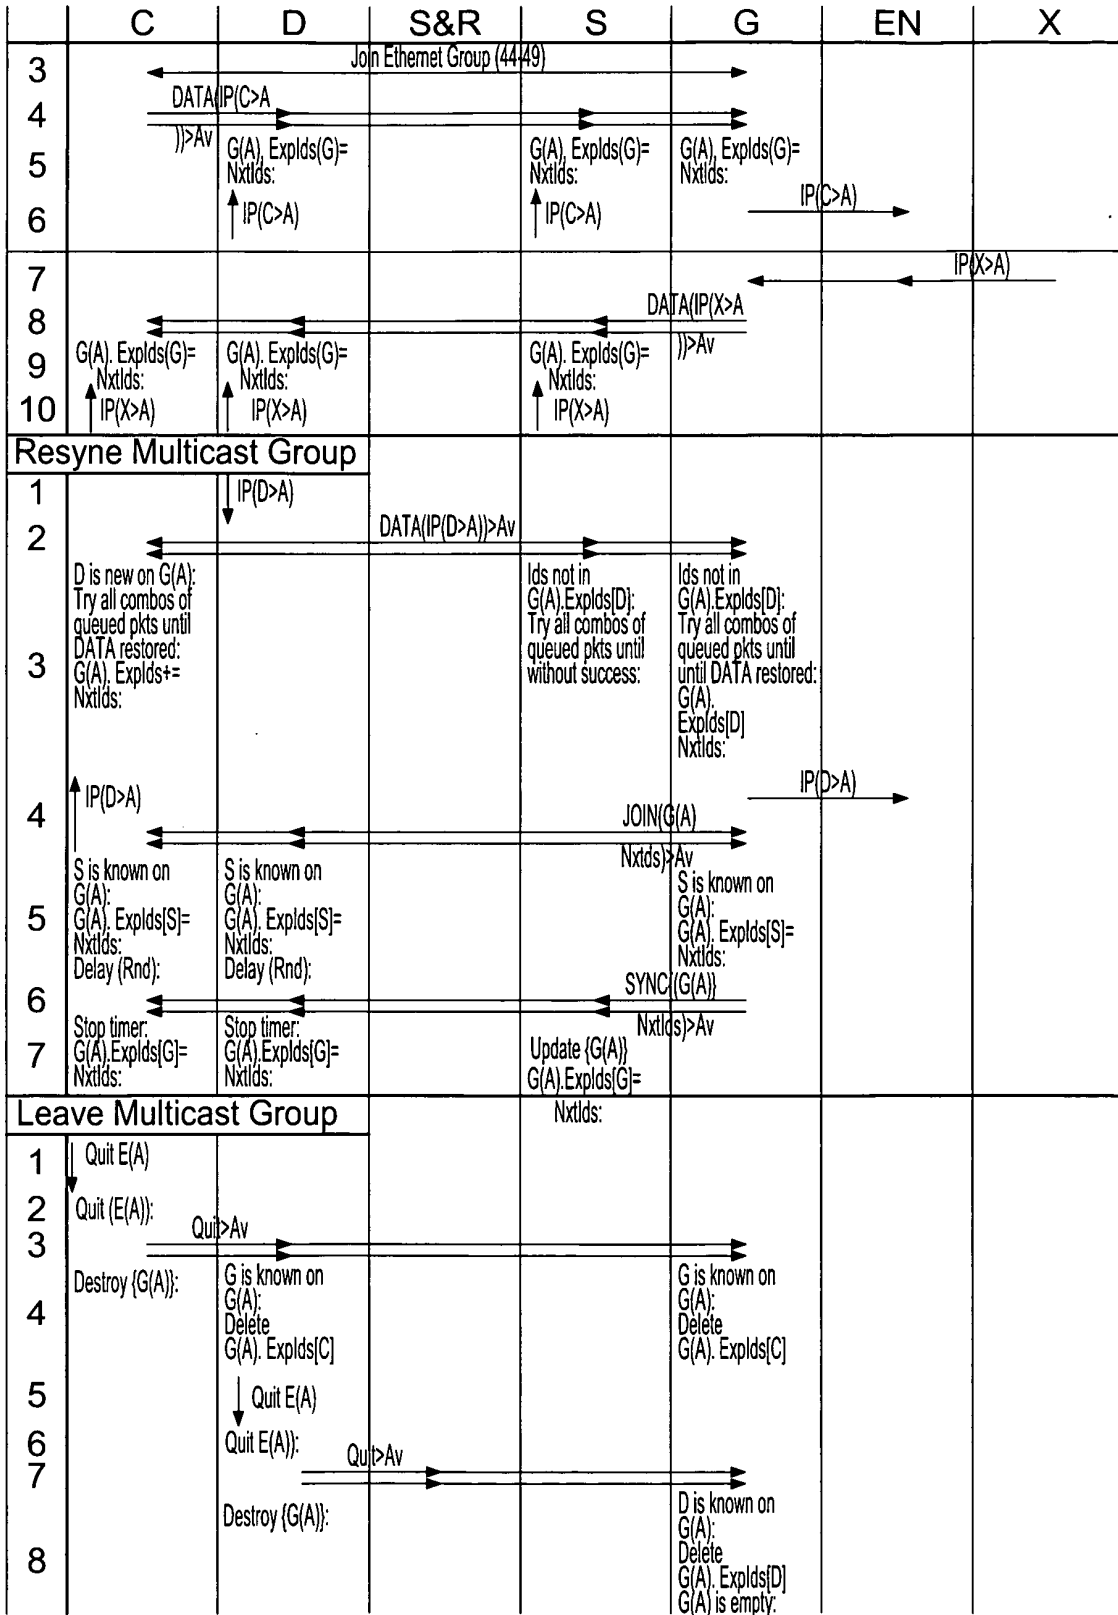 C D S&R S G EN X
3 Join Ethernet Group (44-49)
4 DATA(IP(C>A
))>Av
5 G(A), ExpIds(G)= G(A), ExpIds(G)= G(A), ExpIds(G)=
NxtIds: NxtIds: NxtIds:
6 IP(C>A) IP(C>A) IP(C>A)
7 IP(X>A)
8 DATA(IP(X>A
))>Av
9 G(A). ExpIds(G)= G(A). ExpIds(G)= G(A). ExpIds(G)=
NxtIds: NxtIds: NxtIds:
10 IP(X>A) IP(X>A) IP(X>A)
Resyne Multicast Group
1 IP(D>A)
2 DATA(IP(D>A))>Av
3
D is new on G(A):
Try all combos of
queued pkts until
DATA restored:
G(A). ExpIds+=
NxtIds:
Ids not in
G(A).ExpIds[D]:
Try all combos of
queued pkts until
without success:
Ids not in
G(A).ExpIds[D]:
Try all combos of
queued pkts until
until DATA restored:
G(A).
ExpIds[D]
NxtIds:
4 IP(D>A) IP(D>A)
JOIN(G(A)
Nxtds)>Av
5
S is known on
G(A):
G(A). ExpIds[S]=
NxtIds:
Delay (Rnd):
S is known on
G(A):
G(A). ExpIds[S]=
NxtIds:
Delay (Rnd):
S is known on
G(A):
G(A). ExpIds[S]=
NxtIds:
6 SYNC{(G(A)}
NxtIds)>Av
7
Stop timer:
G(A).ExpIds[G]=
NxtIds:
Stop timer:
G(A).ExpIds[G]=
NxtIds:
Update {G(A)}
G(A).ExpIds[G]=
NxtIds:
Leave Multicast Group
1 Quit E(A)
2 Quit (E(A)):
3 Quit>Av
4
Destroy {G(A)}:
G is known on
G(A):
Delete
G(A). ExpIds[C]
G is known on
G(A):
Delete
G(A). ExpIds[C]
5 Quit E(A)
6 Quit E(A)):
7 Quit>Av
8
Destroy {G(A)}:
D is known on
G(A):
Delete
G(A). ExpIds[D]
G(A) is empty: